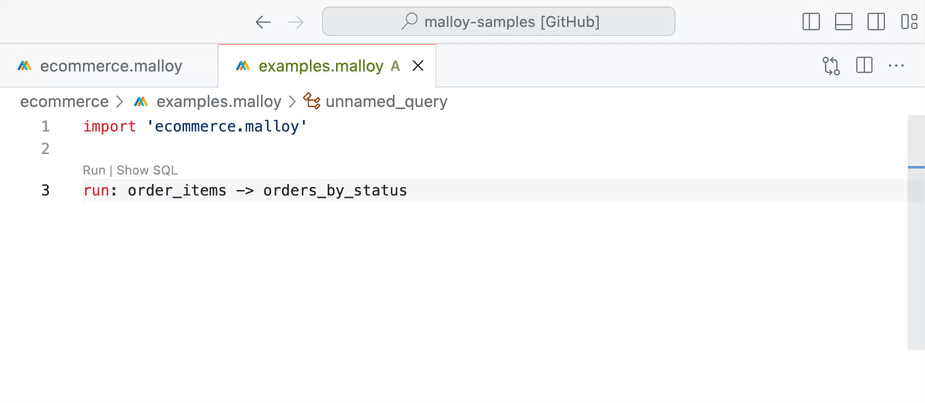 malloy-samples [GitHub]
ecommerce.malloy examples.malloy A
ecommerce > examples.malloy > unnamed_query
1 import 'ecommerce.malloy'
2
Run | Show SQL
3 run: order_items -> orders_by_status